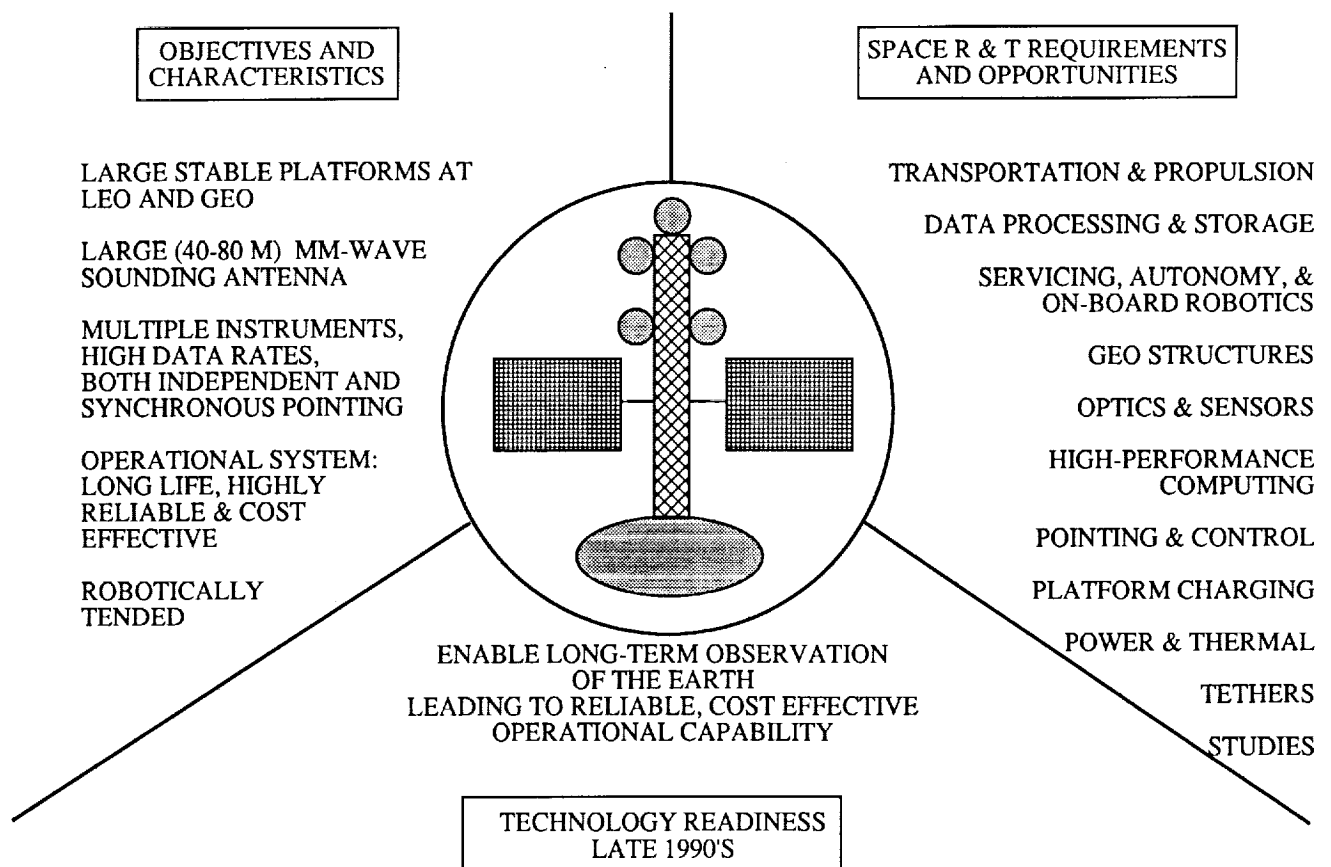 OBJECTIVES AND
CHARACTERISTICS
LARGE STABLE PLATFORMS AT
LEO AND GEO
LARGE (40-80 M) MM-WAVE
SOUNDING ANTENNA
MULTIPLE INSTRUMENTS,
HIGH DATA RATES,
BOTH INDEPENDENT AND
SYNCHRONOUS POINTING
OPERATIONAL SYSTEM:
LONG LIFE, HIGHLY
RELIABLE & COST
EFFECTIVE
ROBOTICALLY
TENDED
SPACE R & T REQUIREMENTS
AND OPPORTUNITIES
TRANSPORTATION & PROPULSION
DATA PROCESSING & STORAGE
SERVICING, AUTONOMY, &
ON-BOARD ROBOTICS
GEO STRUCTURES
OPTICS & SENSORS
HIGH-PERFORMANCE
COMPUTING
POINTING & CONTROL
PLATFORM CHARGING
POWER & THERMAL
TETHERS
STUDIES
ENABLE LONG-TERM OBSERVATION
OF THE EARTH
LEADING TO RELIABLE, COST EFFECTIVE
OPERATIONAL CAPABILITY
TECHNOLOGY READINESS
LATE 1990'S